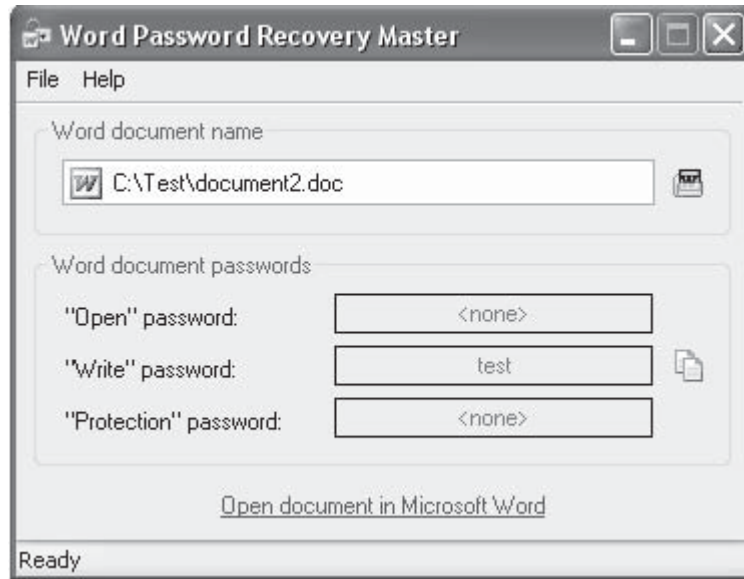 Word Password Recovery Master
File Help
Word document name
C:\Test\document2.doc
Word document passwords
"Open" password: <none>
"Write" password: test
"Protection" password: <none>
Open document in Microsoft Word
Ready